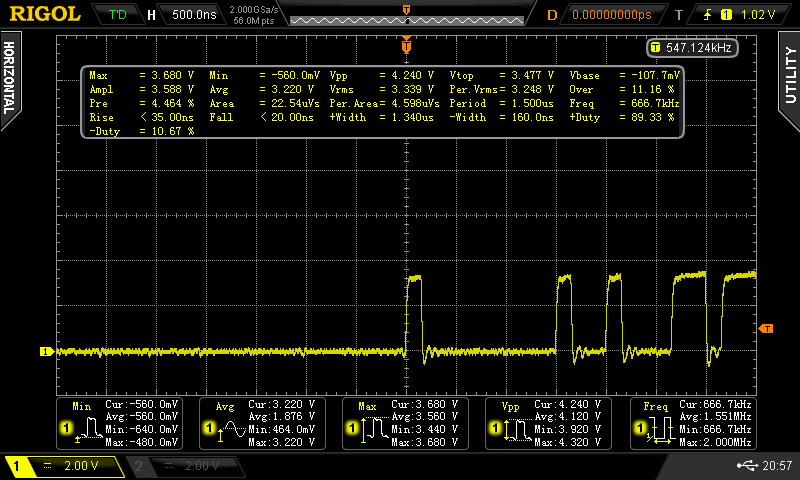 RIGOL T'D H 500.0ns 2.000GSa/s 56.0M pts D 0.00000000ps T 1 1.02 V
HORIZONTAL
UTILITY
T
T 547.124kHz
Max = 3.680 V Min = -560.0mV Vpp = 4.240 V Vtop = 3.477 V Vbase = -107.7mV
Ampl = 3.588 V Avg = 3.220 V Vrms = 3.339 V Per.Vrms= 3.248 V Over = 11.16 %
Pre = 4.464 % Area = 22.54uVs Per.Area= 4.598uVs Period = 1.500us Freq = 666.7kHz
Rise < 35.00ns Fall < 20.00ns +Width = 1.340us -Width = 160.0ns +Duty = 89.33 %
-Duty = 10.67 %
T
1
1 Min Cur:-560.0mV Avg:-560.0mV Min:-640.0mV Max:-480.0mV
1 Avg Cur:3.220 V Avg:1.876 V Min:464.0mV Max:3.220 V
1 Max Cur:3.680 V Avg:3.560 V Min:3.440 V Max:3.680 V
1 Vpp Cur:4.240 V Avg:4.120 V Min:3.920 V Max:4.320 V
1 Freq Cur:666.7kHz Avg:1.551MHz Min:666.7kHz Max:2.000MHz
1 2.00 V 2 2.00 V 20:57